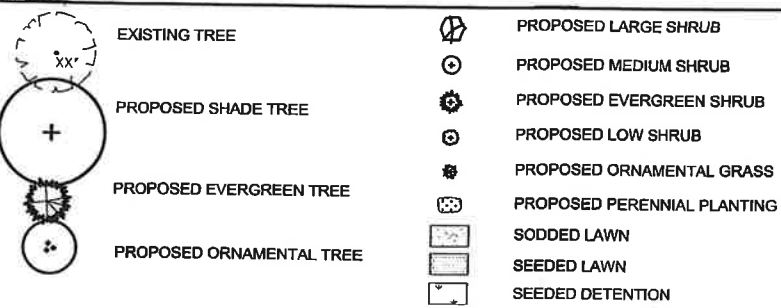 EXISTING TREE
XX"
PROPOSED SHADE TREE
PROPOSED EVERGREEN TREE
PROPOSED ORNAMENTAL TREE
PROPOSED LARGE SHRUB
PROPOSED MEDIUM SHRUB
PROPOSED EVERGREEN SHRUB
PROPOSED LOW SHRUB
PROPOSED ORNAMENTAL GRASS
PROPOSED PERENNIAL PLANTING
SODDED LAWN
SEEDED LAWN
SEEDED DETENTION